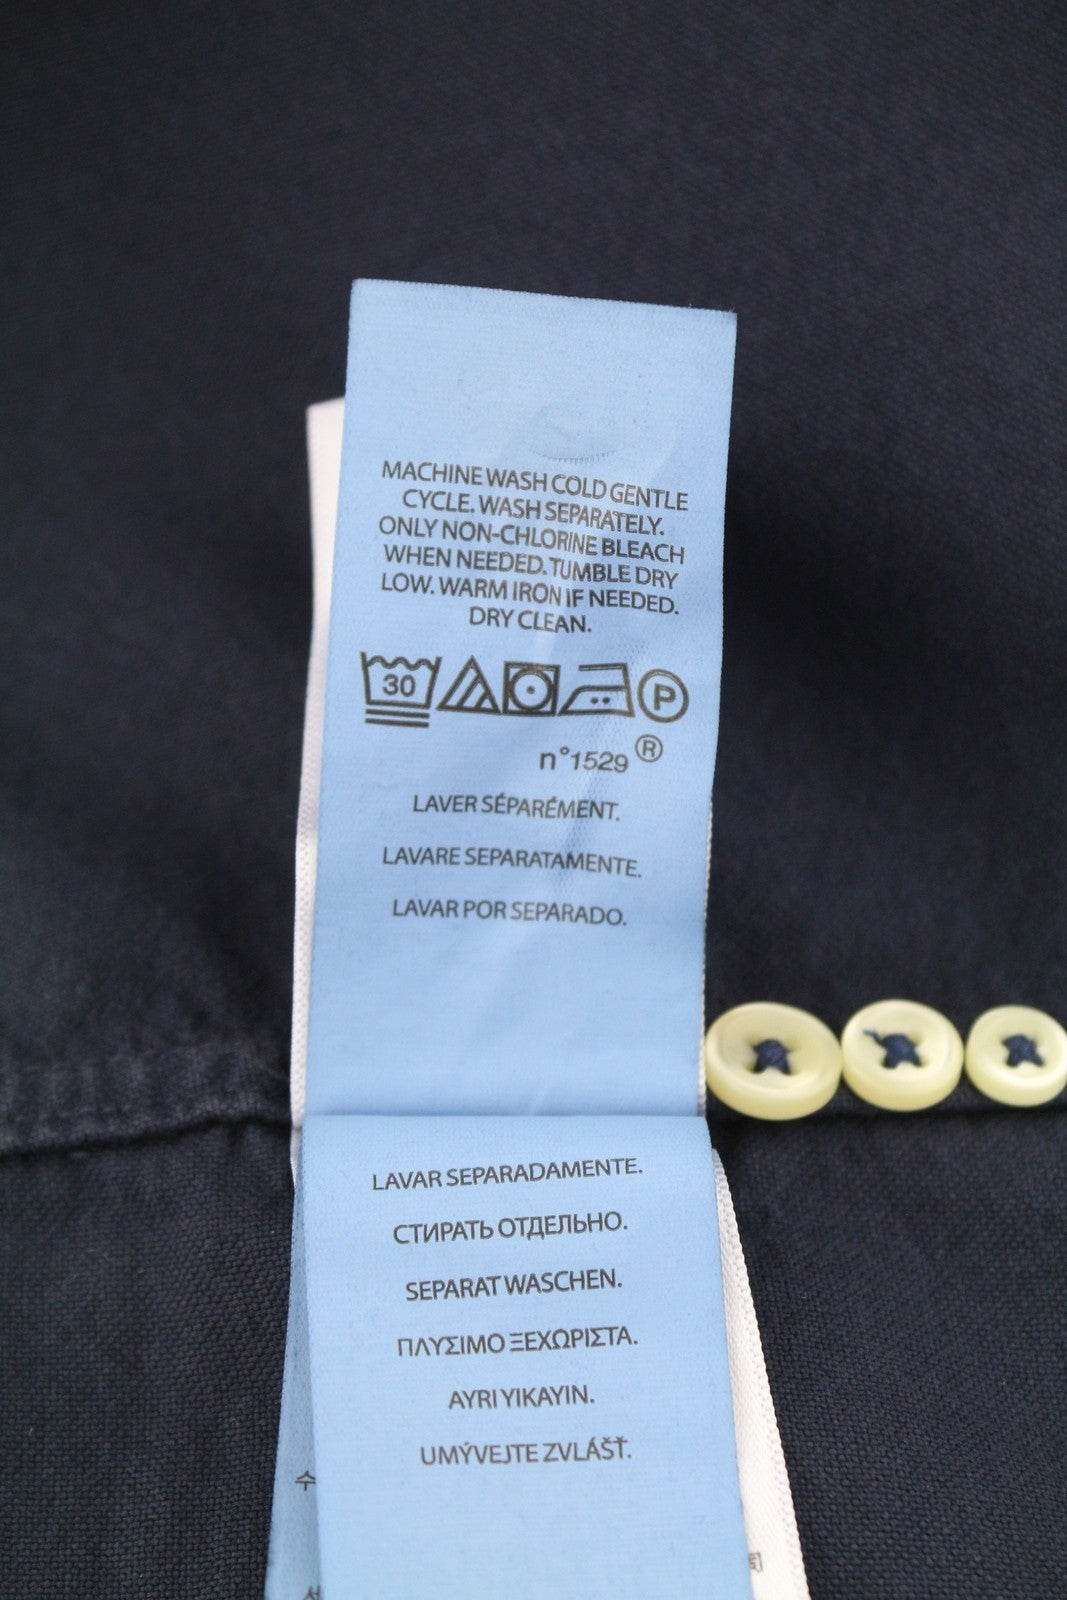 MACHINE WASH COLD GENTLE
CYCLE. WASH SEPARATELY.
ONLY NON-CHLORINE BLEACH
WHEN NEEDED. TUMBLE DRY
LOW. WARM IRON IF NEEDED.
DRY CLEAN.
30 P
n°1529 ®
LAVER SÉPARÉMENT.
LAVARE SEPARATAMENTE.
LAVAR POR SEPARADO.
LAVAR SEPARADAMENTE.
СТИРАТЬ ОТДЕЛЬНО.
SEPARAT WASCHEN.
ΠΛΥΣΙΜΟ ΞΕΧΩΡΙΣΤΑ.
AYRI YIKAYIN.
UMÝVEJTE ZVLÁŠŤ.
수